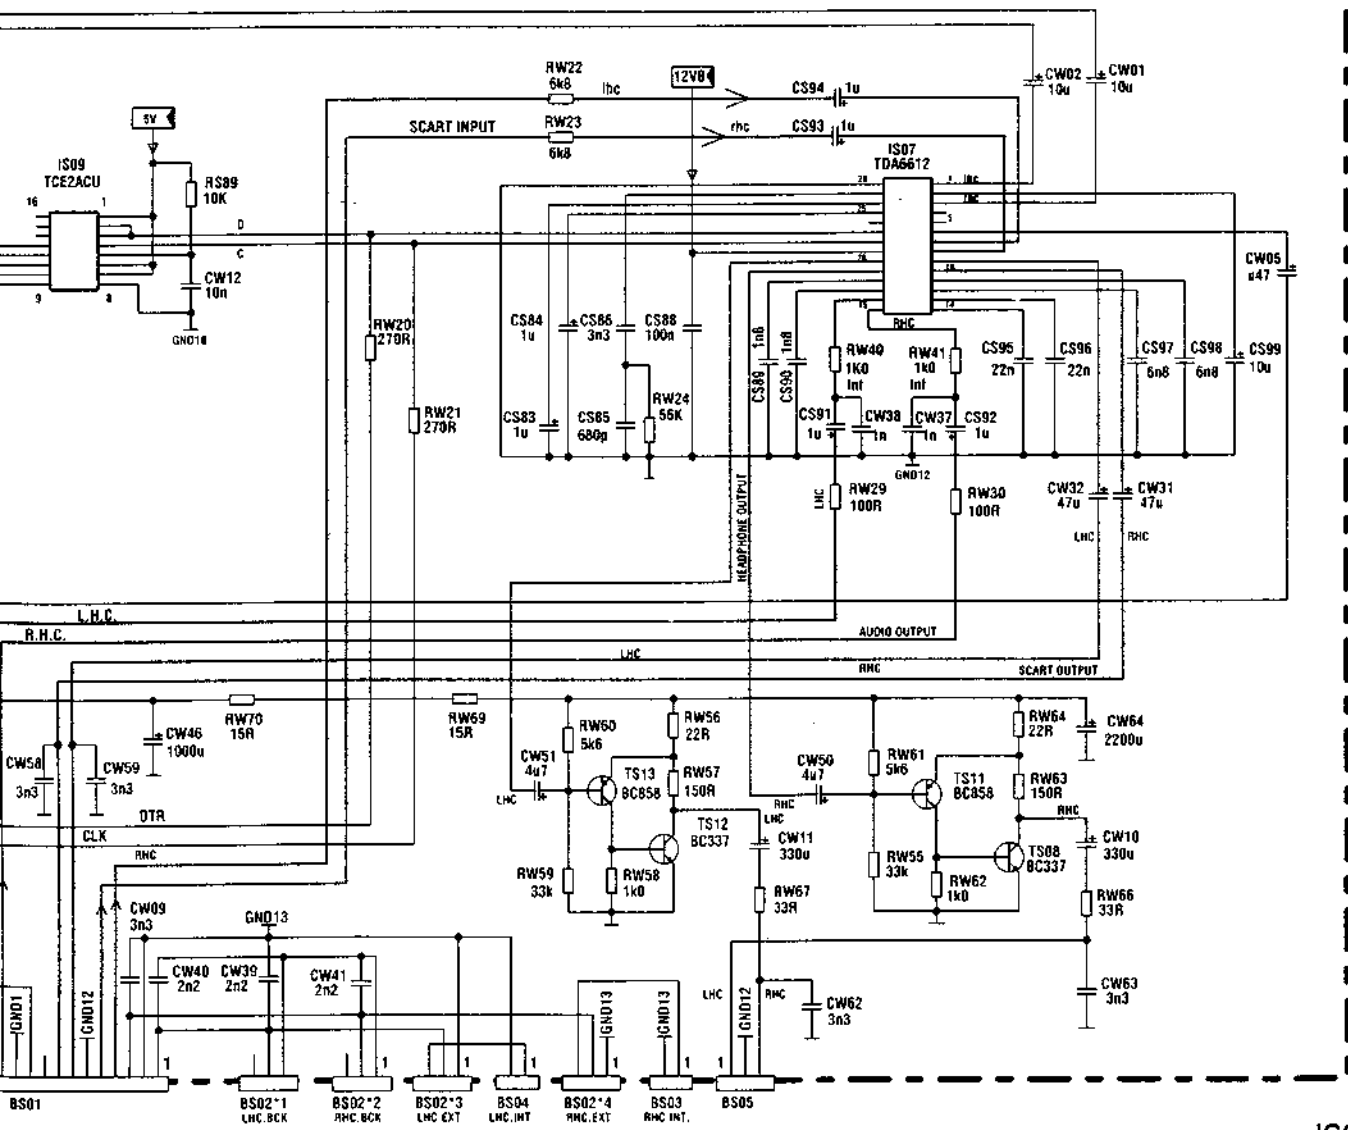 RW22
6k8
lhc
12V8
CS94 1u
CW02
10u
CW01
10u
5V
SCART INPUT
RW23
6k8
rhc
CS93 1u
IS07
TDA6612
IS09
TCE2ACU
RS89
10K
16
1
9
8
D
C
CW12
10n
28
25
5
15
14
RW20
270R
RW21
270R
CS84
1u
CS86
3n3
CS88
100n
CS89
1n8
CS90
1n8
RHC
RW40
1K0
Inf
RW41
1k0
Inf
CS95
22n
CS96
22n
CS97
6n8
CS98
6n8
CS99
10u
CW05
u47
CS83
1u
CS85
680p
RW24
56K
CS91
1u
CW38
1n
CW37
1n
CS92
1u
GND12
HEADPHONE OUTPUT
LHC
RW29
100R
RW30
100R
CW32
47u
CW31
47u
LHC
RHC
L.H.C.
R.H.C.
AUDIO OUTPUT
LHC
RHC
SCART OUTPUT
CW46
1000u
RW70
15R
RW69
15R
CW58
3n3
CW59
3n3
RW60
5k6
RW56
22R
CW51
4u7
LHC
TS13
BC858
RW57
150R
TS12
BC337
RW59
33k
RW58
1k0
CW50
4u7
RHC
LHC
CW11
330u
RW67
33R
RW61
5k6
TS11
BC858
RW64
22R
CW64
2200u
RW63
150R
RHC
TS08
BC337
CW10
330u
RW55
33k
RW62
1k0
RW66
33R
DTR
CLK
RHC
CW09
3n3
GND13
CW40
2n2
CW39
2n2
CW41
2n2
GND1
GND12
GND13
GND13
LHC
GND12
RHC
CW62
3n3
CW63
3n3
1
1
1
1
1
1
1
1
BS01
BS02*1
LHC.BCK
BS02*2
RHC.BCK
BS02*3
LHC EXT
BS04
LHC.INT
BS02*4
RHC.EXT
BS03
RHC INT.
BS05